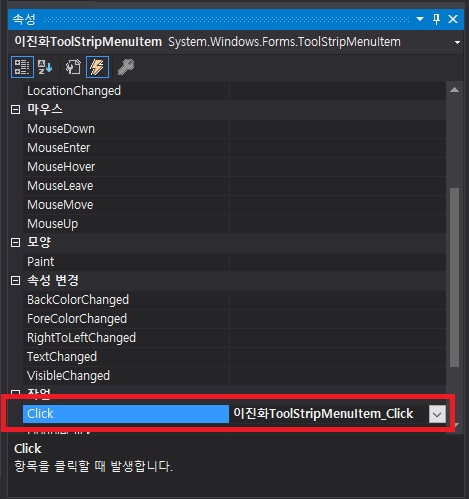 속성
이진화ToolStripMenuItem System.Windows.Forms.ToolStripMenuItem
LocationChanged
마우스
MouseDown
MouseEnter
MouseHover
MouseLeave
MouseMove
MouseUp
모양
Paint
속성 변경
BackColorChanged
ForeColorChanged
RightToLeftChanged
TextChanged
VisibleChanged
작업
Click 이진화ToolStripMenuItem_Click
Click
항목을 클릭할 때 발생합니다.